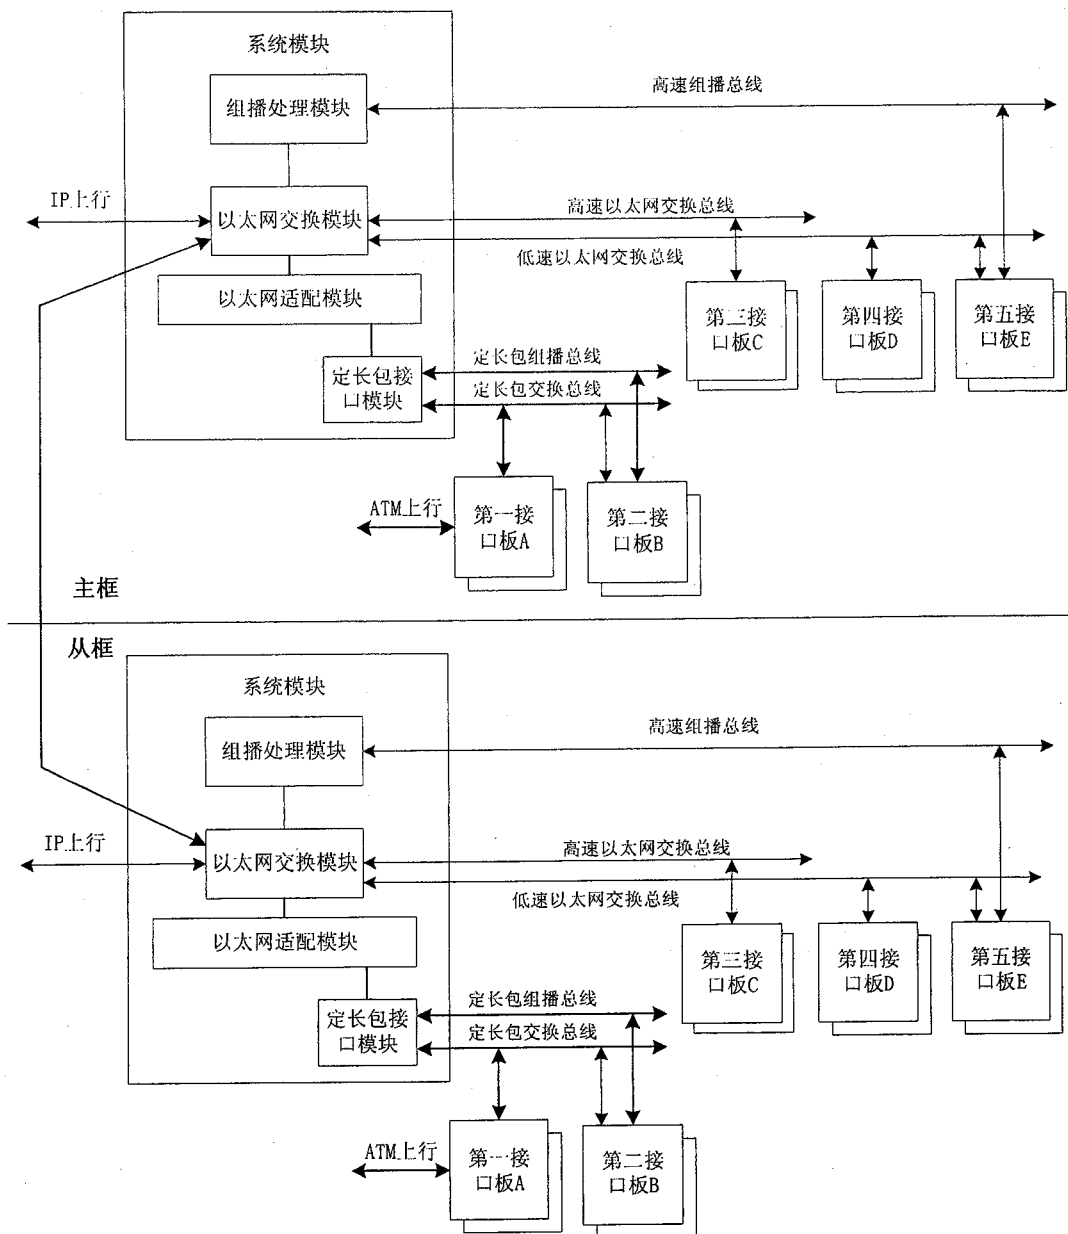 系统模块
组播处理模块
高速组播总线
IP上行
以太网交换模块
高速以太网交换总线
低速以太网交换总线
以太网适配模块
第三接
口板C
第四接
口板D
第五接
口板E
定长包接
口模块
定长包组播总线
定长包交换总线
ATM上行
第一接
口板A
第二接
口板B
主框
从框
系统模块
组播处理模块
高速组播总线
IP上行
以太网交换模块
高速以太网交换总线
低速以太网交换总线
以太网适配模块
第三接
口板C
第四接
口板D
第五接
口板E
定长包接
口模块
定长包组播总线
定长包交换总线
ATM上行
第一接
口板A
第二接
口板B